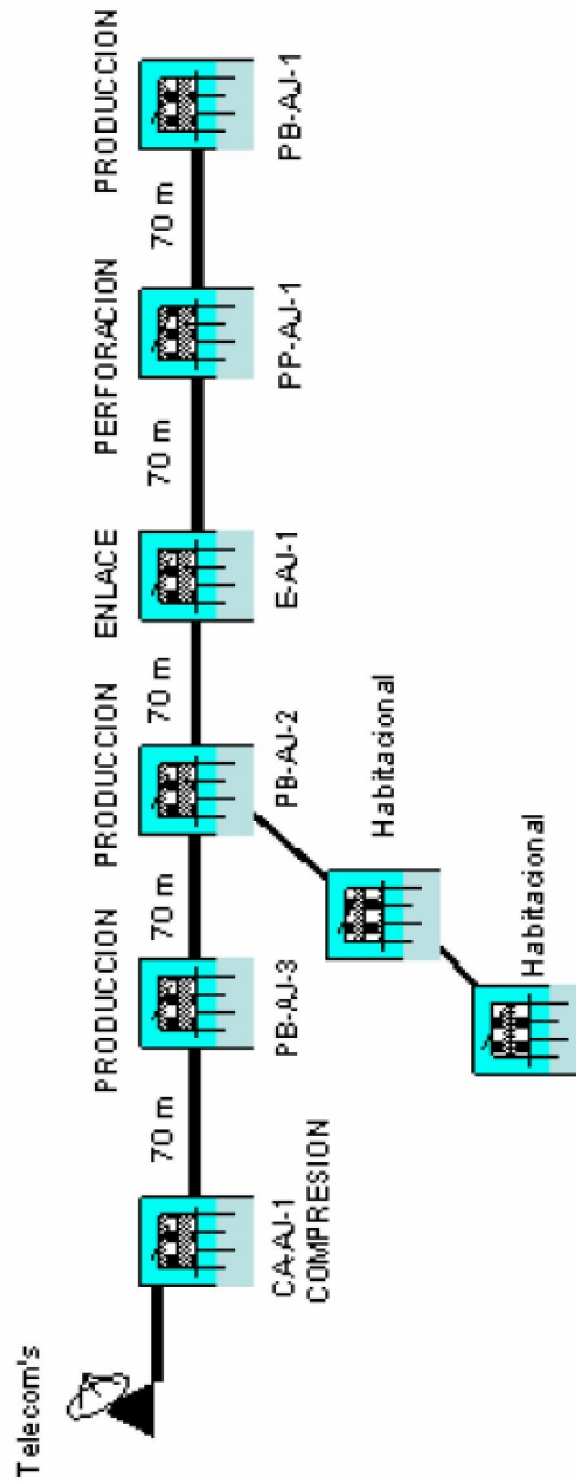 Telecom's
PRODUCCION
PRODUCCION
ENLACE
PERFORACION
PRODUCCION
70 m
70 m
70 m
70 m
70 m
CA-AJ-1
COMPRESION
PB-AJ-3
PB-AJ-2
E-AJ-1
PP-AJ-1
PB-AJ-1
Habitacional
Habitacional